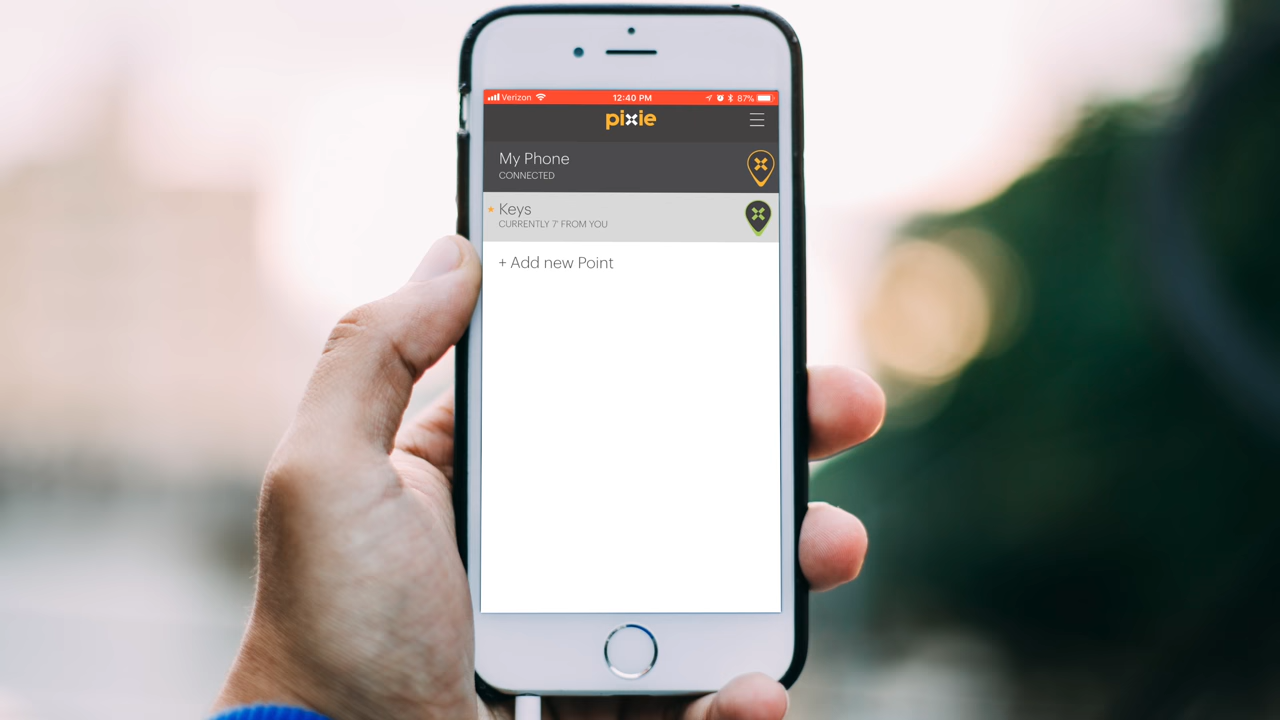 Verizon 12:40 PM 87%
pixie
My Phone
CONNECTED
Keys
CURRENTLY 7' FROM YOU
+ Add new Point